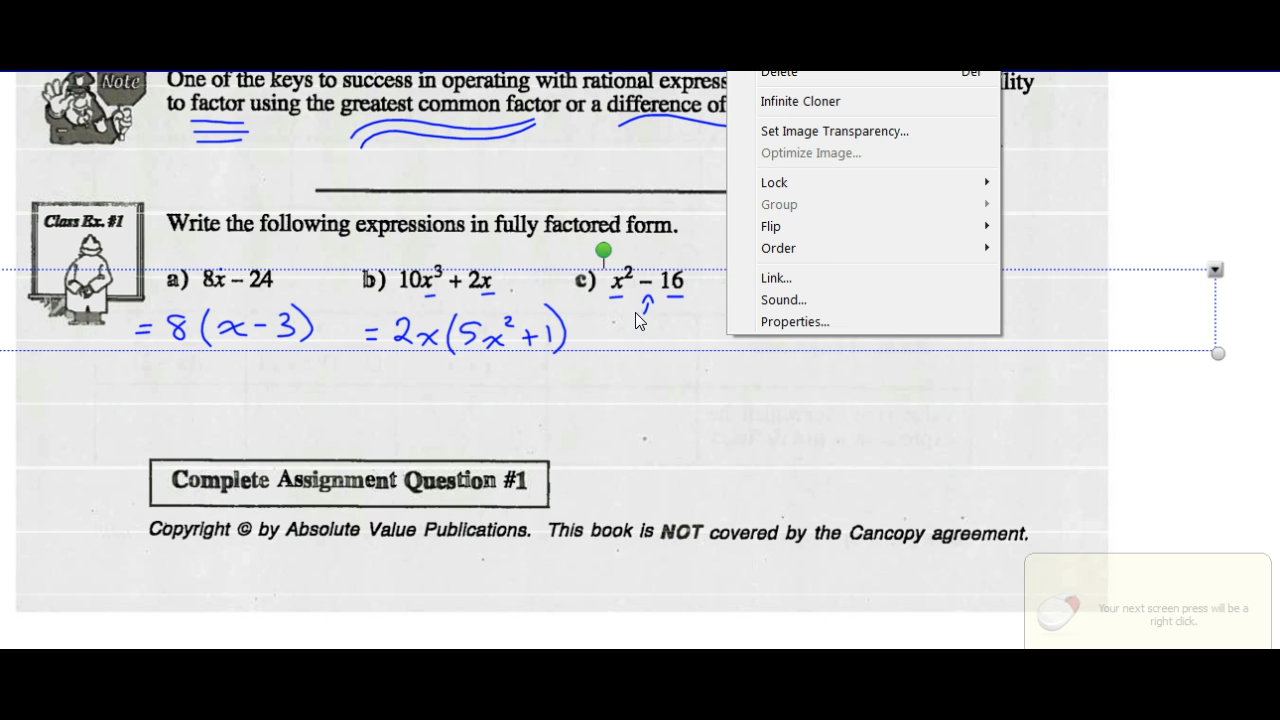 Note
One of the keys to success in operating with rational express
lity
to factor using the greatest common factor or a difference of
Delete Del
Infinite Cloner
Set Image Transparency...
Optimize Image...
Lock
Group
Flip
Order
Link...
Sound...
Properties...
Class Ex. #1
Write the following expressions in fully factored form.
a) 8x – 24 b) 10x³ + 2x c) x² – 16
= 8(x-3) = 2x(5x²+1)
Complete Assignment Question #1
Copyright © by Absolute Value Publications. This book is NOT covered by the Cancopy agreement.
Your next screen press will be a
right click.